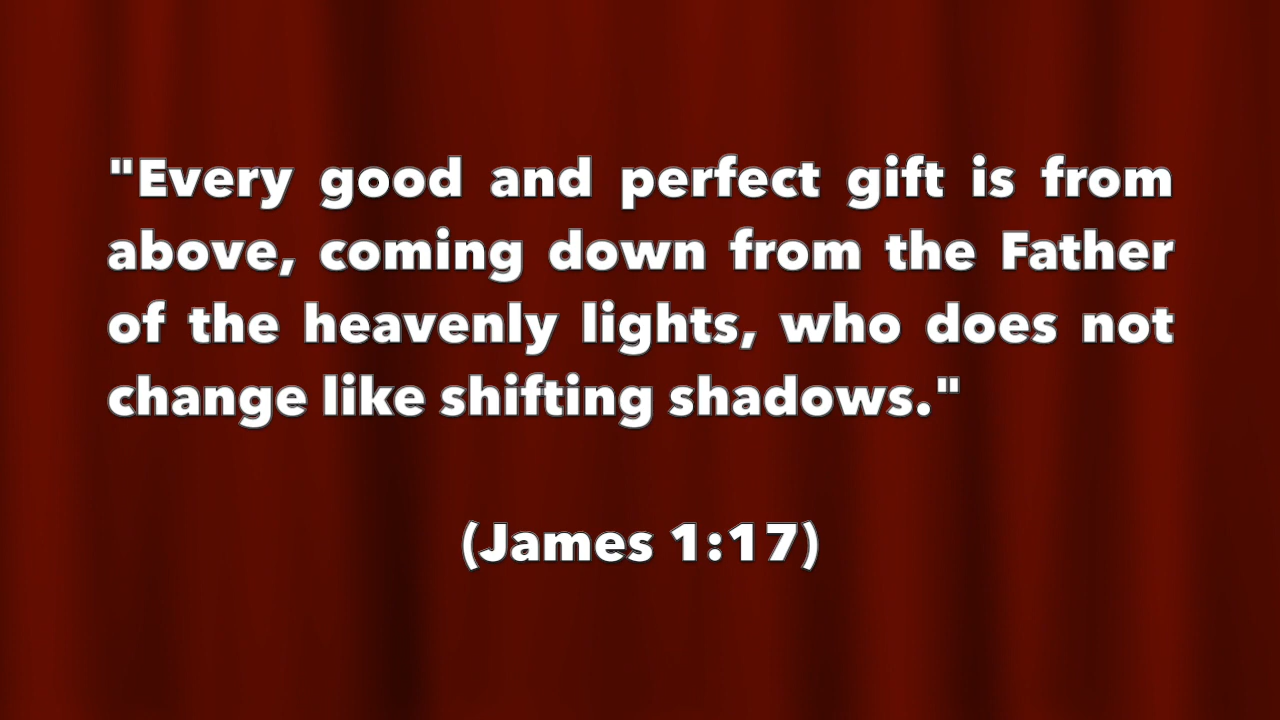 "Every good and perfect gift is from
above, coming down from the Father
of the heavenly lights, who does not
change like shifting shadows."
(James 1:17)